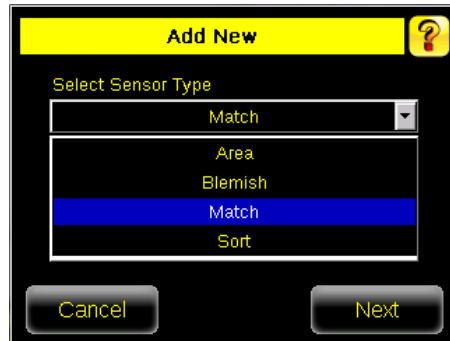 Add New
?
Select Sensor Type
Match
Area
Blemish
Match
Sort
Cancel
Next